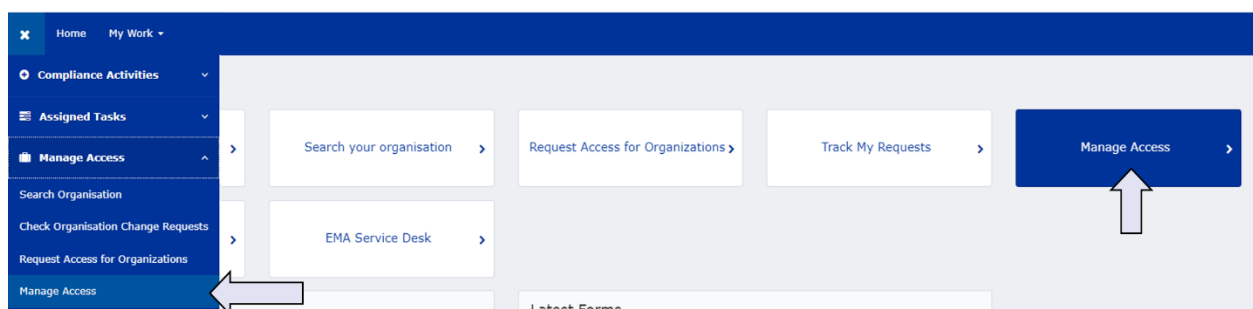 Home My Work
Compliance Activities
Assigned Tasks
Manage Access
Search Organisation
Check Organisation Change Requests
Request Access for Organizations
Manage Access
Search your organisation
Request Access for Organizations
Track My Requests
Manage Access
EMA Service Desk
Latest Forms